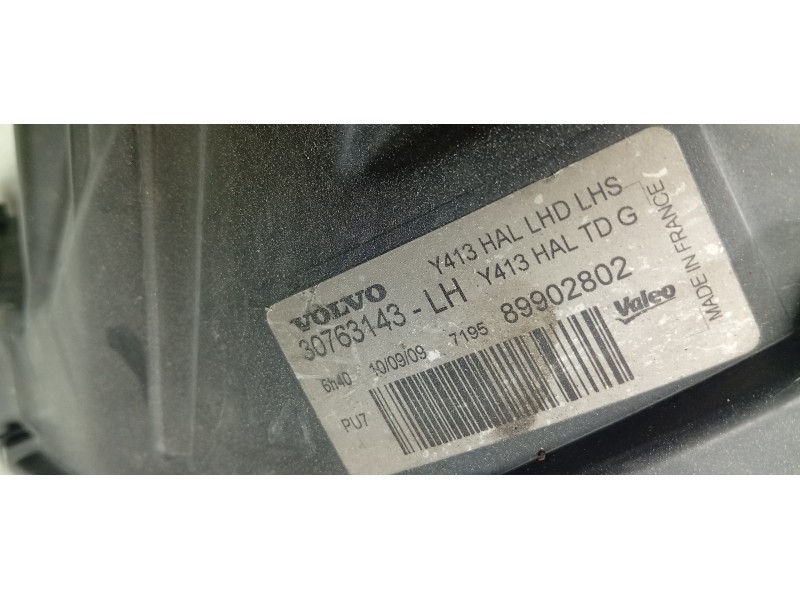 VOLVO Y413 HAL LHD LHS
30763143 - LH Y413 HAL TD G
6h40 10/09/09 7195 89902802
PU7
Valeo
MADE IN FRANCE